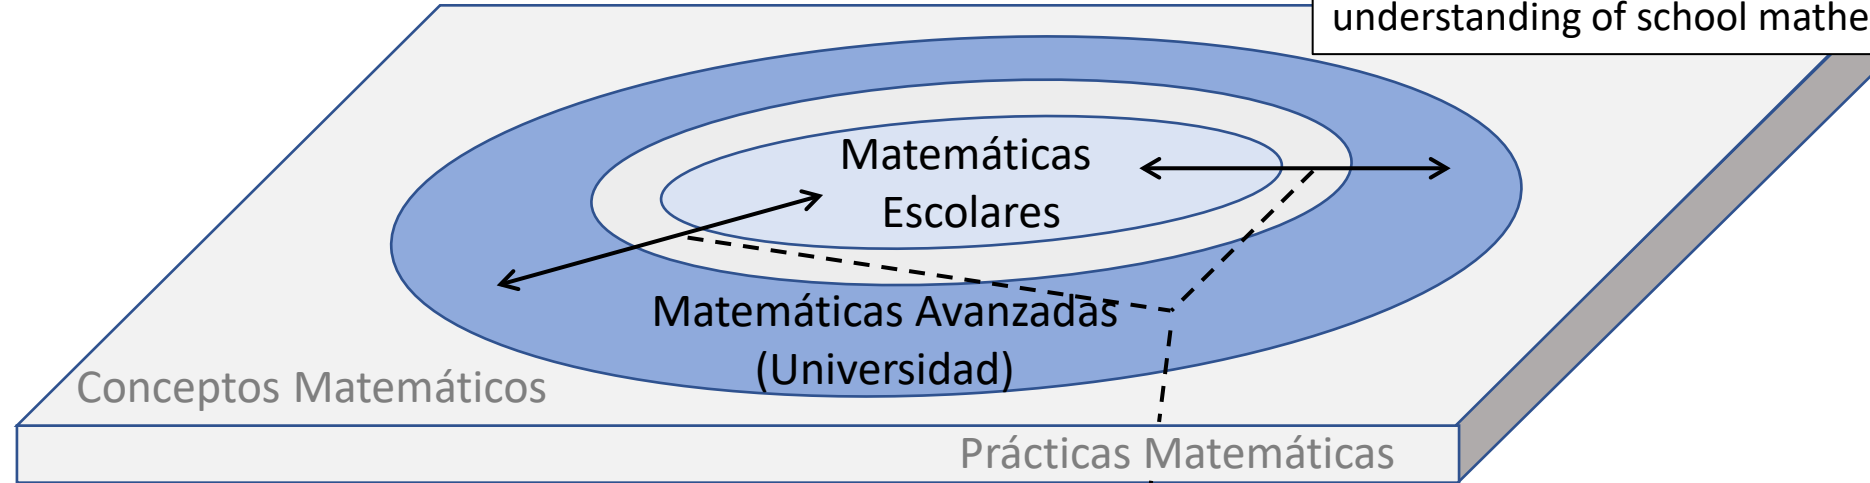 understanding of school mathe
Matemáticas
Escolares
Matemáticas Avanzadas
(Universidad)
Conceptos Matemáticos
Prácticas Matemáticas